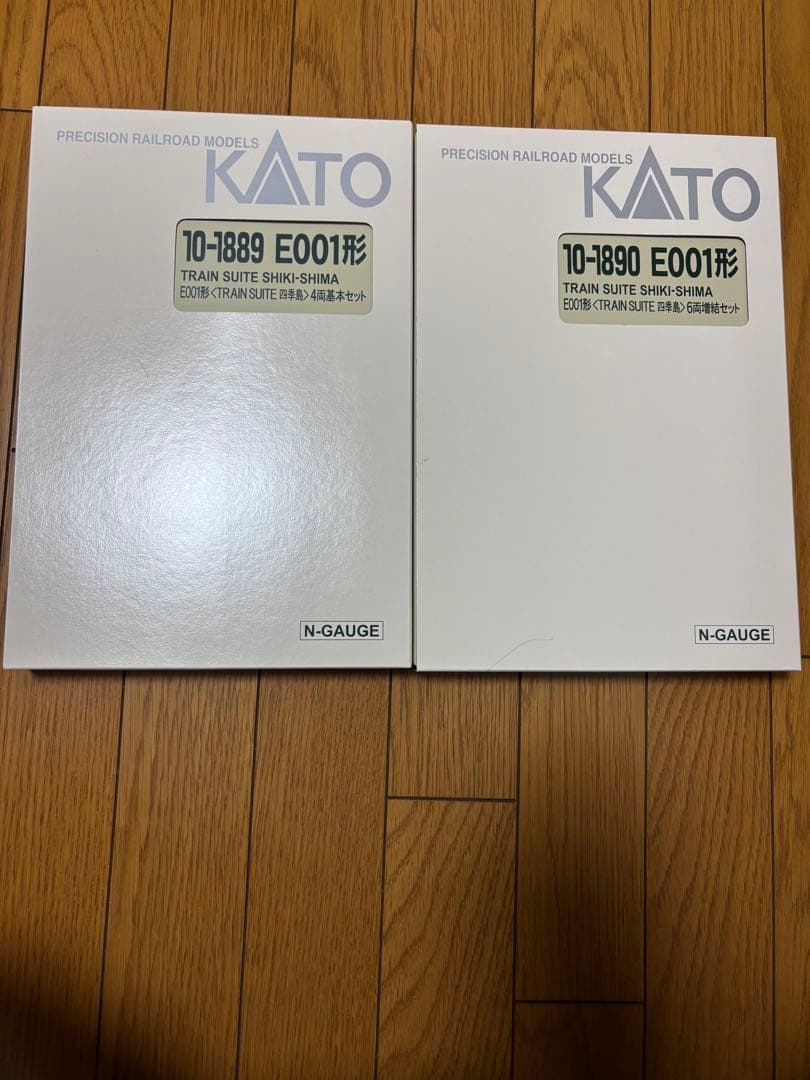 PRECISION RAILROAD MODELS
KATO
10-1889 E001形
TRAIN SUITE SHIKI-SHIMA
E001形〈TRAIN SUITE 四季島〉4両基本セット
N-GAUGE
PRECISION RAILROAD MODELS
KATO
10-1890 E001形
TRAIN SUITE SHIKI-SHIMA
E001形〈TRAIN SUITE 四季島〉6両増結セット
N-GAUGE